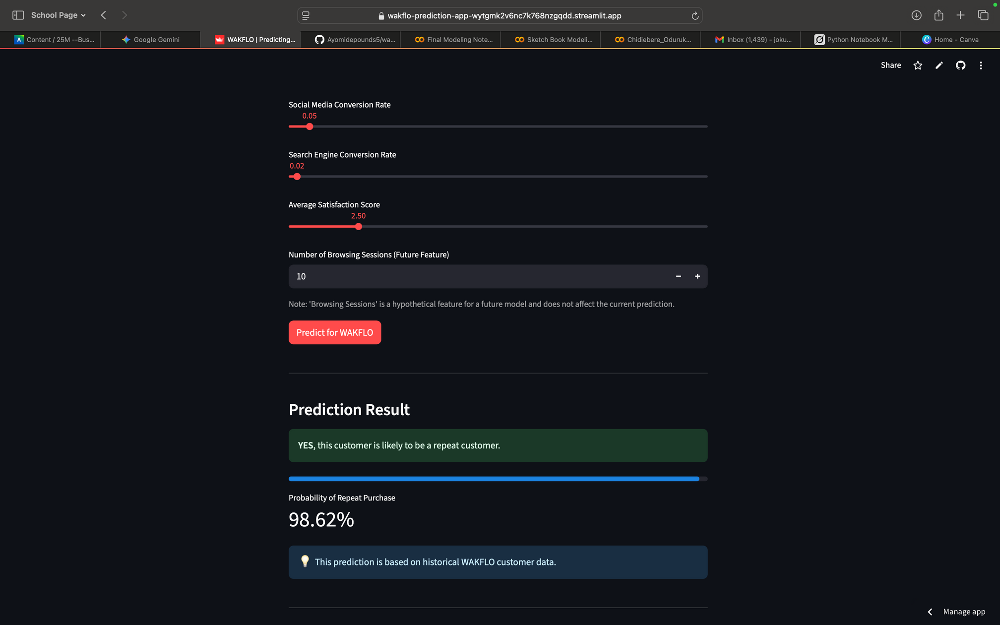 School Page
wakflo-prediction-app-wytgmk2v6nc7k768nzgqdd.streamlit.app
Content / 25M --Bus...
Google Gemini
WAKFLO | Predicting...
Ayomidepounds5/wa...
Final Modeling Note...
Sketch Book Modeli...
Chidiebere_Oduruk...
Inbox (1,439) - joku...
Python Notebook M...
Home - Canva
Share
Social Media Conversion Rate
0.05
Search Engine Conversion Rate
0.02
Average Satisfaction Score
2.50
Number of Browsing Sessions (Future Feature)
10
Note: 'Browsing Sessions' is a hypothetical feature for a future model and does not affect the current prediction.
Predict for WAKFLO
Prediction Result
YES, this customer is likely to be a repeat customer.
Probability of Repeat Purchase
98.62%
This prediction is based on historical WAKFLO customer data.
Manage app